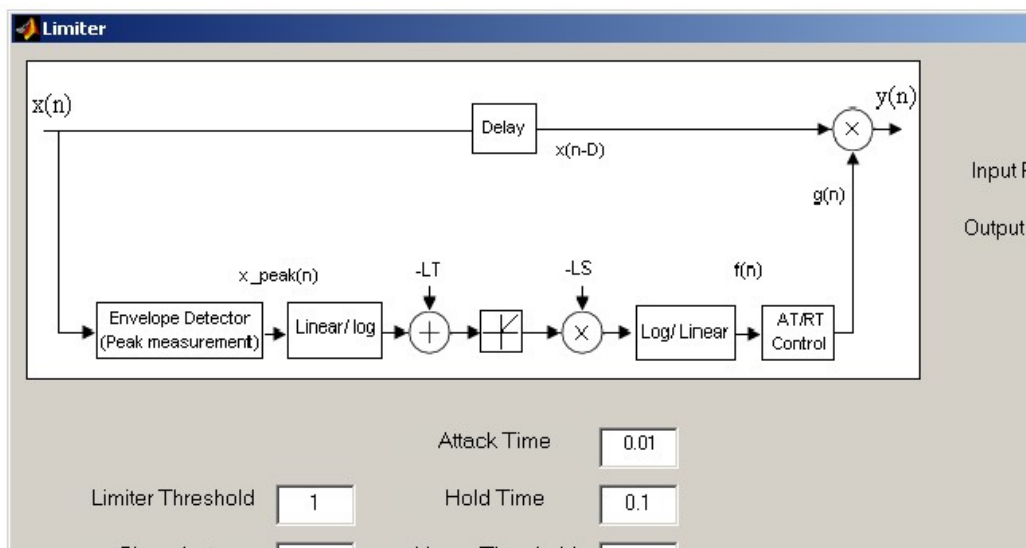 Limiter
x(n)
y(n)
Delay
x(n-D)
g(n)
Input
Output
x_peak(n)
-LT
-LS
f(n)
Envelope Detector
(Peak measurement)
Linear/log
Log/Linear
AT/RT
Control
Attack Time
0.01
Limiter Threshold
1
Hold Time
0.1